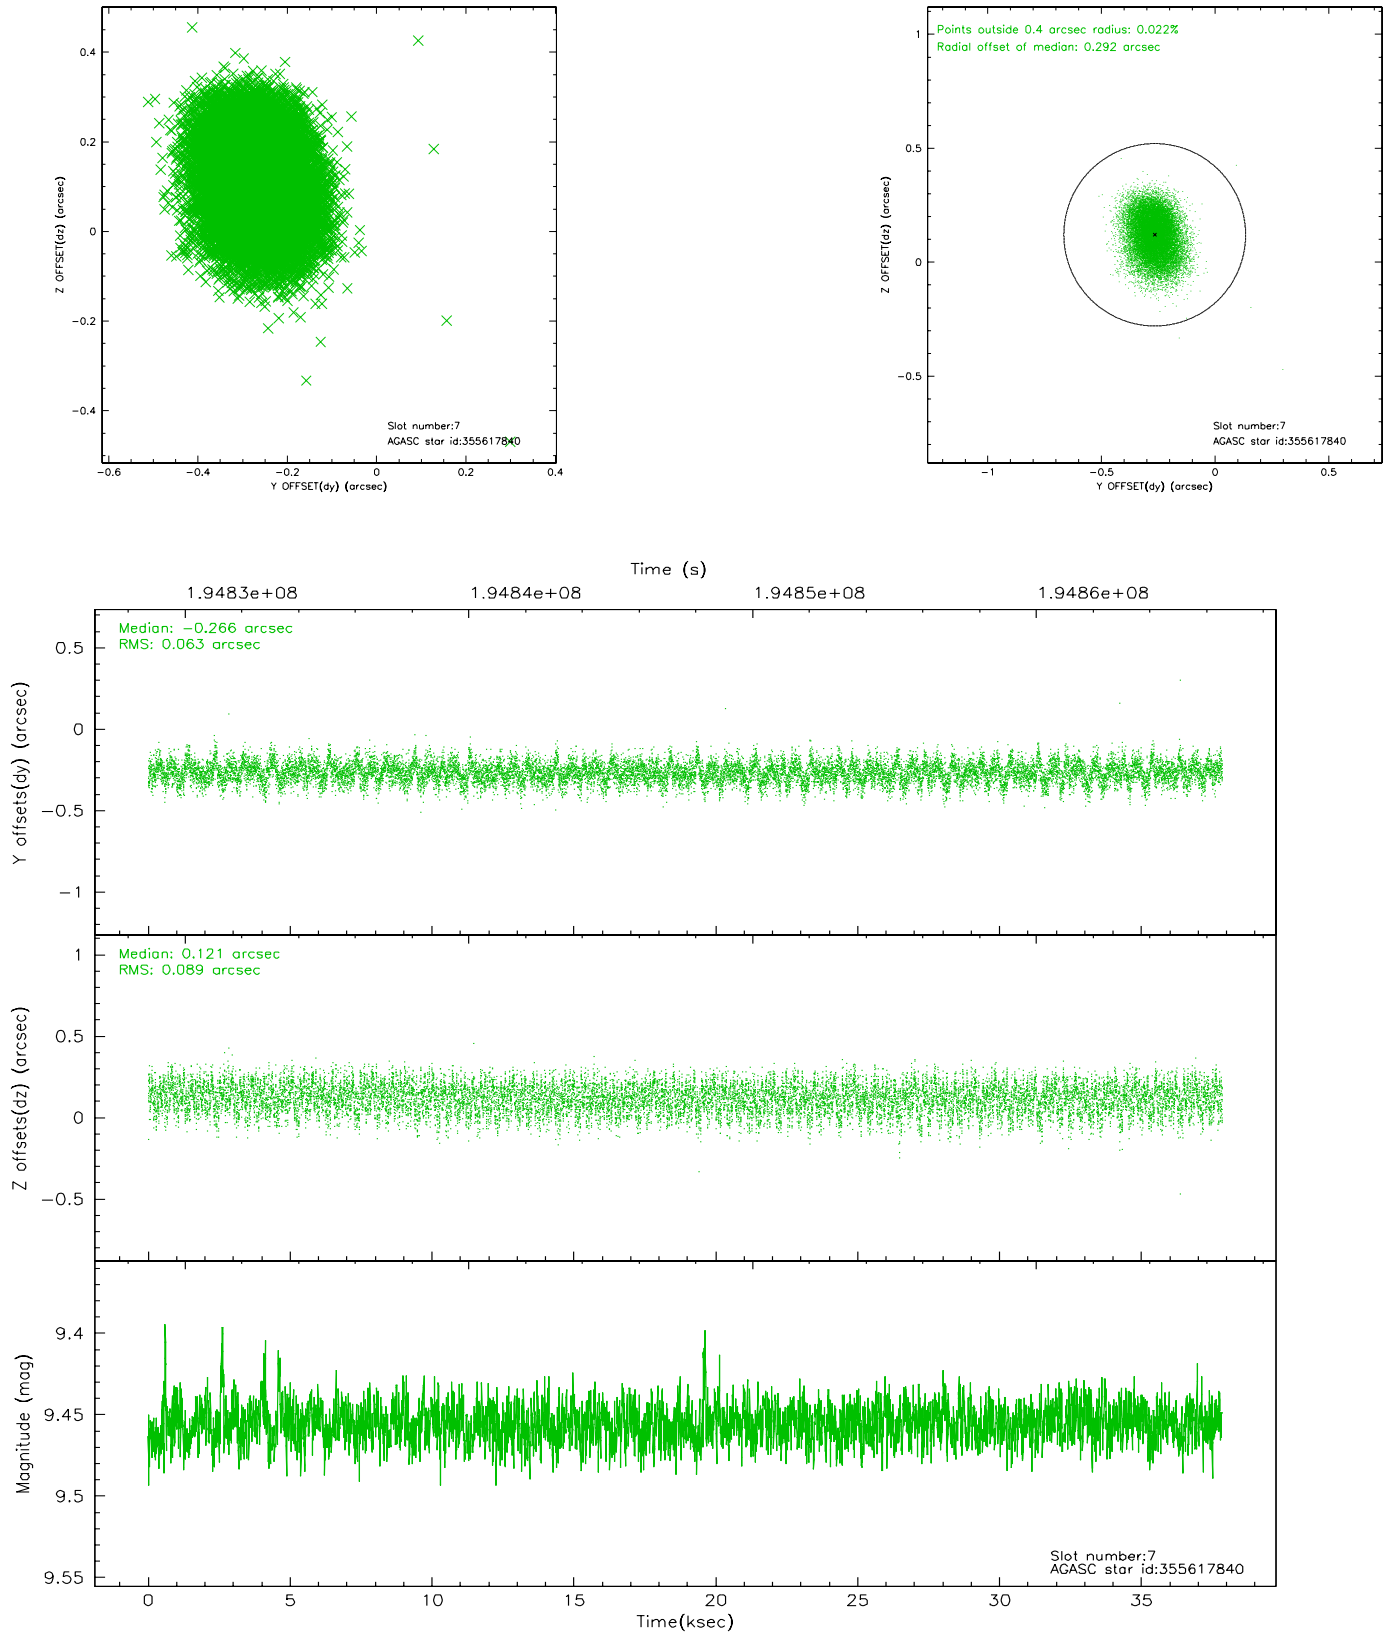 Points outside 0.4 arcsec radius: 0.022%
Radial offset of median: 0.292 arcsec
0.4
0.2
0
−0.2
−0.4
Z OFFSET(dz) (arcsec)
Slot number:7
AGASC star id:355617840
−0.6
−0.4
−0.2
0
0.2
0.4
Y OFFSET(dy) (arcsec)
1
0.5
0
−0.5
Z OFFSET(dz) (arcsec)
Slot number:7
AGASC star id:355617840
−1
−0.5
0
0.5
Y OFFSET(dy) (arcsec)
Time (s)
1.9483e+08
1.9484e+08
1.9485e+08
1.9486e+08
Median: −0.266 arcsec
RMS: 0.063 arcsec
0.5
0
−0.5
−1
Y offsets(dy) (arcsec)
Median: 0.121 arcsec
RMS: 0.089 arcsec
1
0.5
0
−0.5
Z offsets(dz) (arcsec)
9.4
9.45
9.5
9.55
Magnitude (mag)
Slot number:7
AGASC star id:355617840
0
5
10
15
20
25
30
35
Time(ksec)